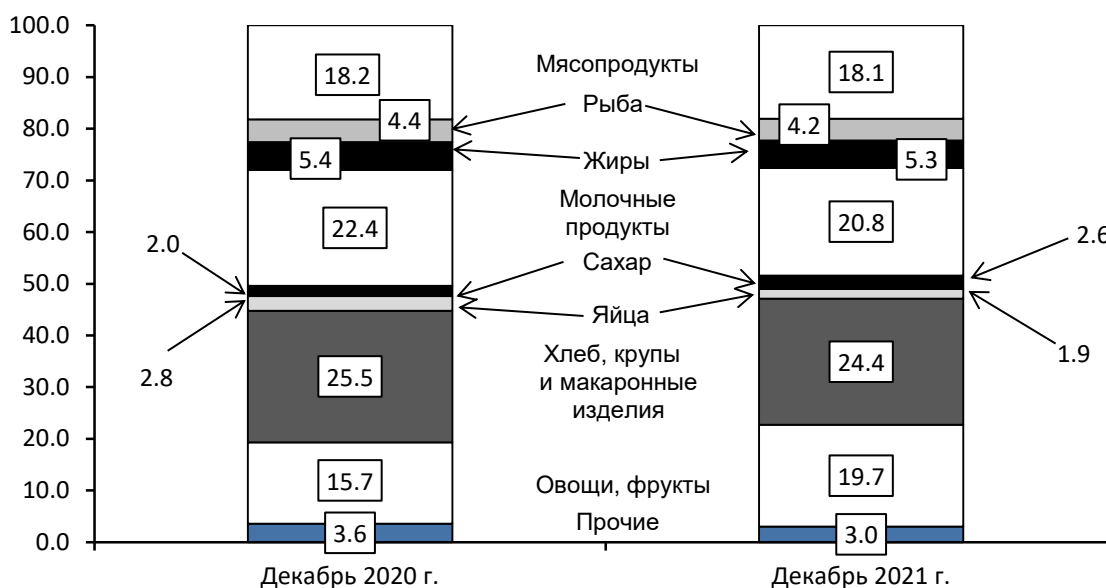 100.0
90.0
80.0
70.0
60.0
50.0
40.0
30.0
20.0
10.0
0.0
18.2
4.4
5.4
22.4
2.0
2.8
25.5
15.7
3.6
Мясопродукты
Рыба
Жиры
Молочные
продукты
Сахар
Яйца
Хлеб, крупы
и макаронные
изделия
Овощи, фрукты
Прочие
18.1
4.2
5.3
20.8
2.6
1.9
24.4
19.7
3.0
Декабрь 2020 г.
Декабрь 2021 г.